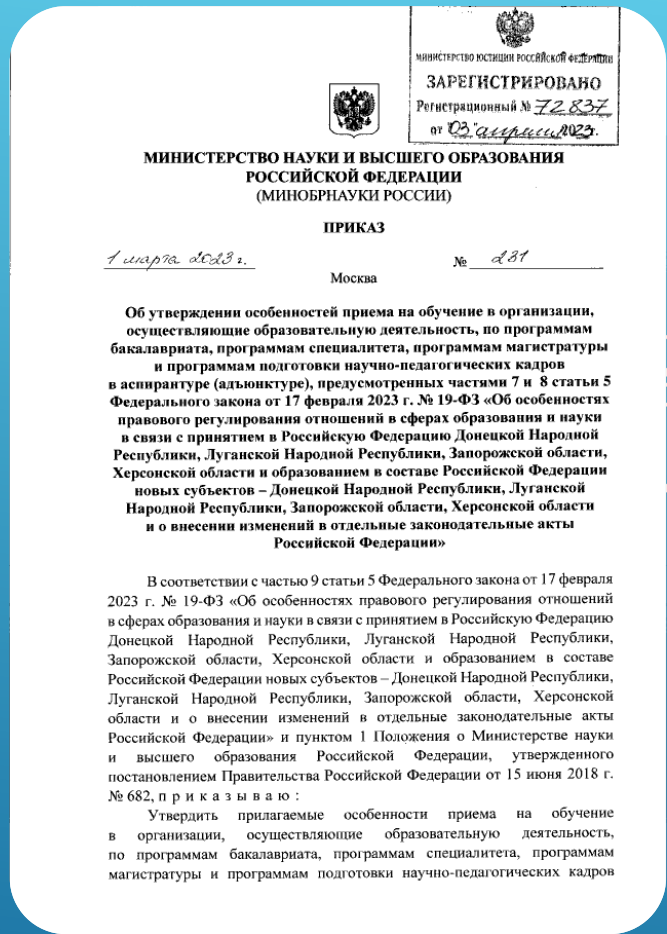 МИНИСТЕРСТВО ЮСТИЦИИ РОССИЙСКОЙ ФЕДЕРАЦИИ
ЗАРЕГИСТРИРОВАНО
Регистрационный № 72837
от "03" апреля 2023г.
МИНИСТЕРСТВО НАУКИ И ВЫСШЕГО ОБРАЗОВАНИЯ
РОССИЙСКОЙ ФЕДЕРАЦИИ
(МИНОБРНАУКИ РОССИИ)
ПРИКАЗ
1 марта 2023 г. № 231
Москва
Об утверждении особенностей приема на обучение в организации,
осуществляющие образовательную деятельность, по программам
бакалавриата, программам специалитета, программам магистратуры
и программам подготовки научно-педагогических кадров
в аспирантуре (адъюнктуре), предусмотренных частями 7 и 8 статьи 5
Федерального закона от 17 февраля 2023 г. № 19-ФЗ «Об особенностях
правового регулирования отношений в сферах образования и науки
в связи с принятием в Российскую Федерацию Донецкой Народной
Республики, Луганской Народной Республики, Запорожской области,
Херсонской области и образованием в составе Российской Федерации
новых субъектов – Донецкой Народной Республики, Луганской
Народной Республики, Запорожской области, Херсонской области
и о внесении изменений в отдельные законодательные акты
Российской Федерации»
В соответствии с частью 9 статьи 5 Федерального закона от 17 февраля
2023 г. № 19-ФЗ «Об особенностях правового регулирования отношений
в сферах образования и науки в связи с принятием в Российскую Федерацию
Донецкой Народной Республики, Луганской Народной Республики,
Запорожской области, Херсонской области и образованием в составе
Российской Федерации новых субъектов – Донецкой Народной Республики,
Луганской Народной Республики, Запорожской области, Херсонской
области и о внесении изменений в отдельные законодательные акты
Российской Федерации» и пунктом 1 Положения о Министерстве науки
и высшего образования Российской Федерации, утвержденного
постановлением Правительства Российской Федерации от 15 июня 2018 г.
№ 682, п р и к а з ы в а ю :
Утвердить прилагаемые особенности приема на обучение
в организации, осуществляющие образовательную деятельность,
по программам бакалавриата, программам специалитета, программам
магистратуры и программам подготовки научно-педагогических кадров